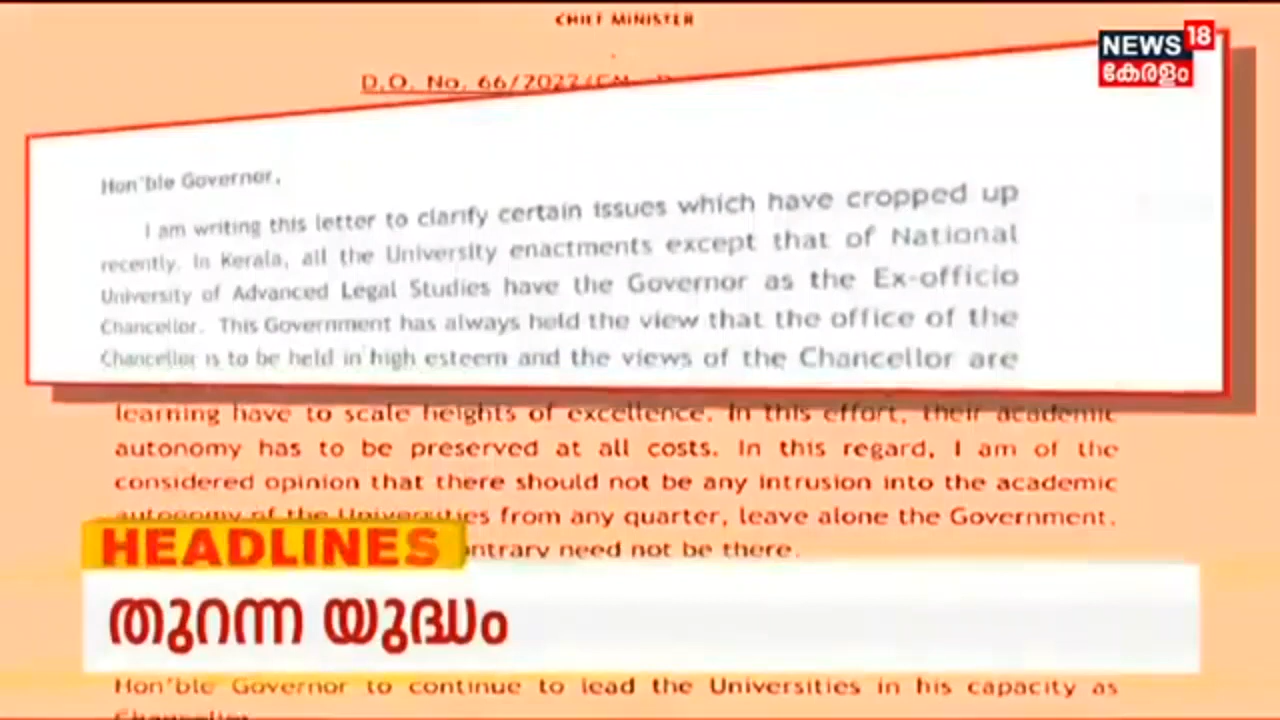 CHIEF MINISTER
NEWS 18
കേരളം
D.O. No. 66/2022/CM
Hon'ble Governor,
I am writing this letter to clarify certain issues which have cropped up
recently. In Kerala, all the University enactments except that of National
University of Advanced Legal Studies have the Governor as the Ex-officio
Chancellor. This Government has always held the view that the office of the
Chancellor is to be held in high esteem and the views of the Chancellor are
learning have to scale heights of excellence. In this effort, their academic
autonomy has to be preserved at all costs. In this regard, I am of the
considered opinion that there should not be any intrusion into the academic
autonomy of the Universities from any quarter, leave alone the Government.
HEADLINES
need not be there.
തുറന്ന യുദ്ധം
Hon'ble Governor to continue to lead the Universities in his capacity as